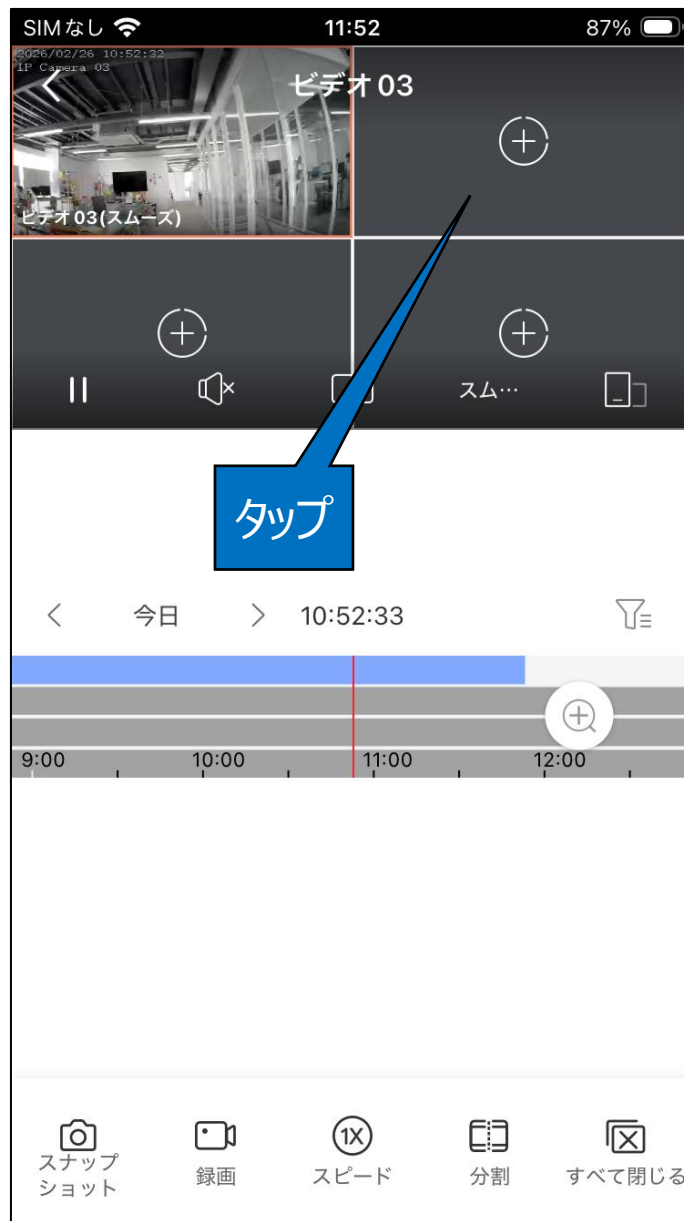 SIMなし 11:52 87%
2026/02/26 10:52:32
IP Camera 03
ビデオ03
ビデオ03(スムーズ)
スム…
タップ
今日 10:52:33
9:00 10:00 11:00 12:00
1X
スナップ
ショット
録画
スピード
分割
すべて閉じる